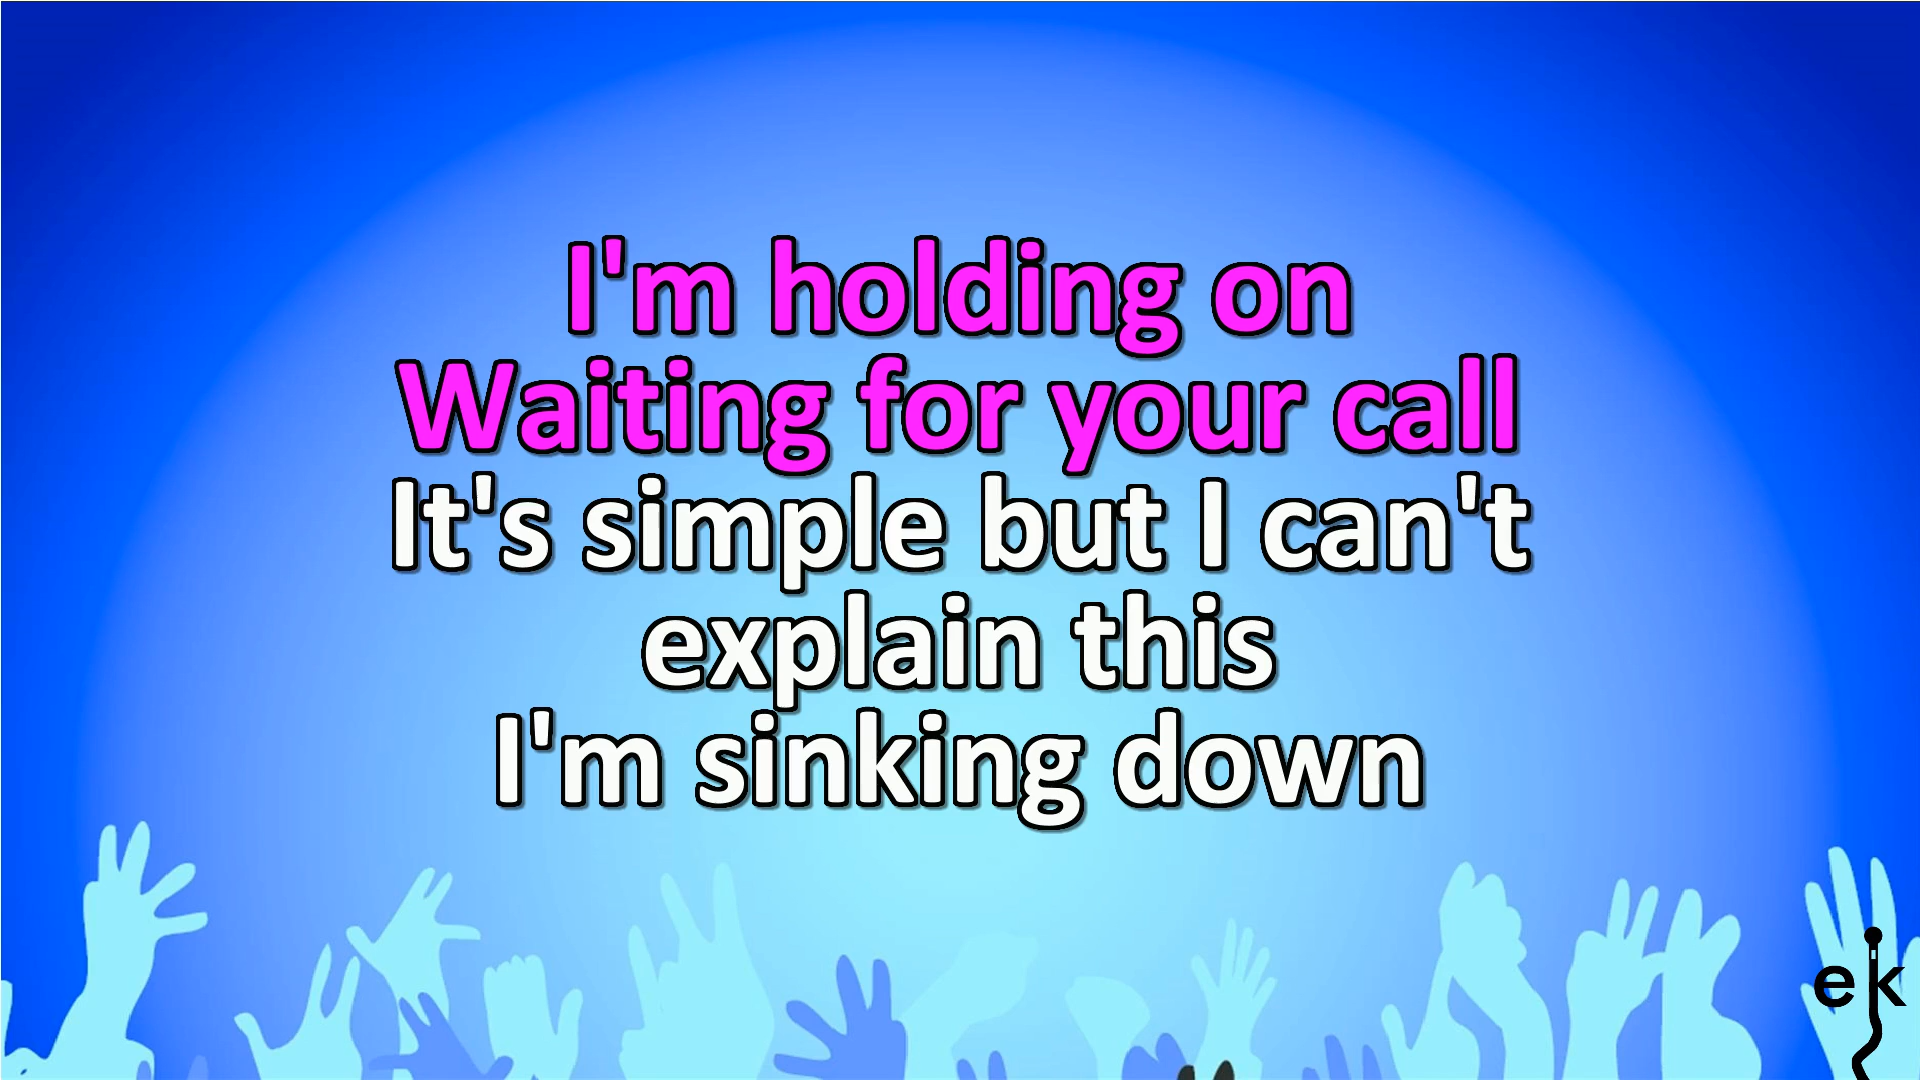 I'm holding on
Waiting for your call
It's simple but I can't
explain this
I'm sinking down
ek